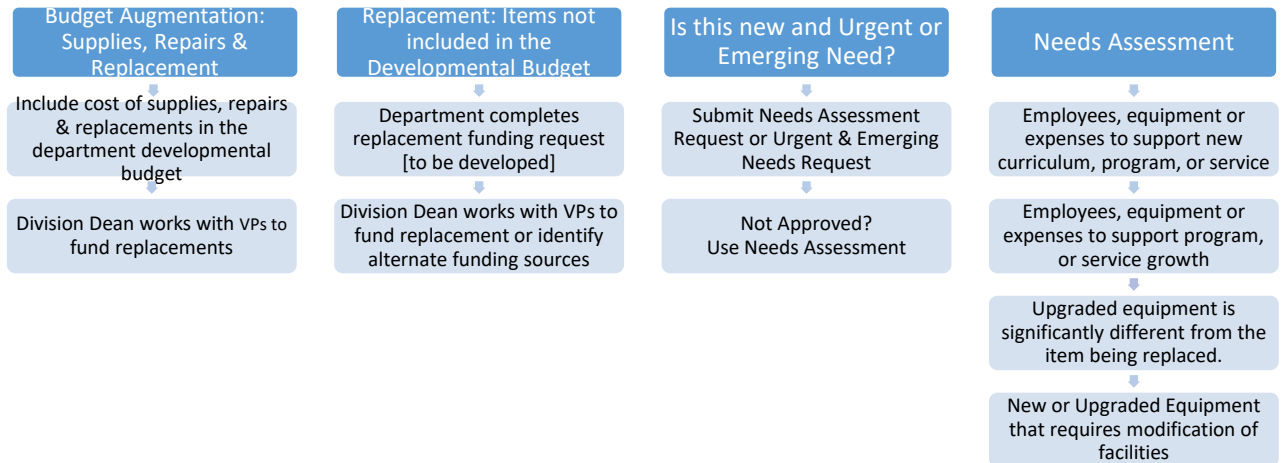 Budget Augmentation:
Supplies, Repairs &
Replacement
Include cost of supplies, repairs
& replacements in the
department developmental
budget
Division Dean works with VPs to
fund replacements
Replacement: Items not
included in the
Developmental Budget
Department completes
replacement funding request
[to be developed]
Division Dean works with VPs to
fund replacement or identify
alternate funding sources
Is this new and Urgent or
Emerging Need?
Submit Needs Assessment
Request or Urgent & Emerging
Needs Request
Not Approved?
Use Needs Assessment
Needs Assessment
Employees, equipment or
expenses to support new
curriculum, program, or service
Employees, equipment or
expenses to support program,
or service growth
Upgraded equipment is
significantly different from the
item being replaced.
New or Upgraded Equipment
that requires modification of
facilities